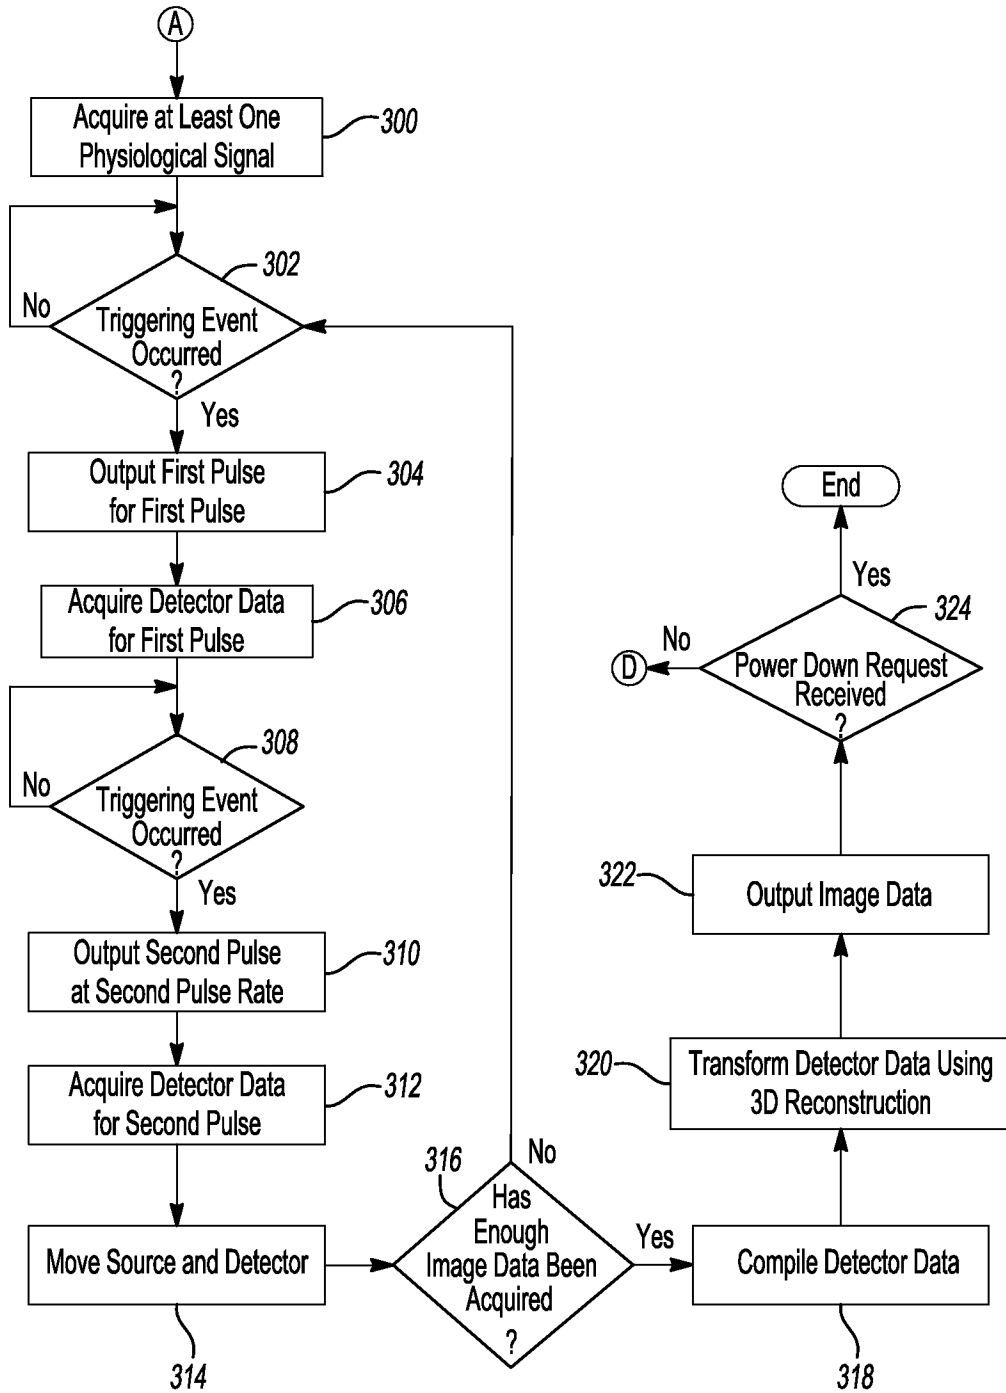 A
Acquire at Least One
Physiological Signal
300
302
No
Triggering Event
Occurred
?
Yes
Output First Pulse
for First Pulse
304
Acquire Detector Data
for First Pulse
306
308
No
Triggering Event
Occurred
?
Yes
Output Second Pulse
at Second Pulse Rate
310
Acquire Detector Data
for Second Pulse
312
Move Source and Detector
314
316
No
Has
Enough
Image Data Been
Acquired
?
Yes
Compile Detector Data
318
320
Transform Detector Data Using
3D Reconstruction
322
Output Image Data
324
Power Down Request
Received
?
No
D
Yes
End